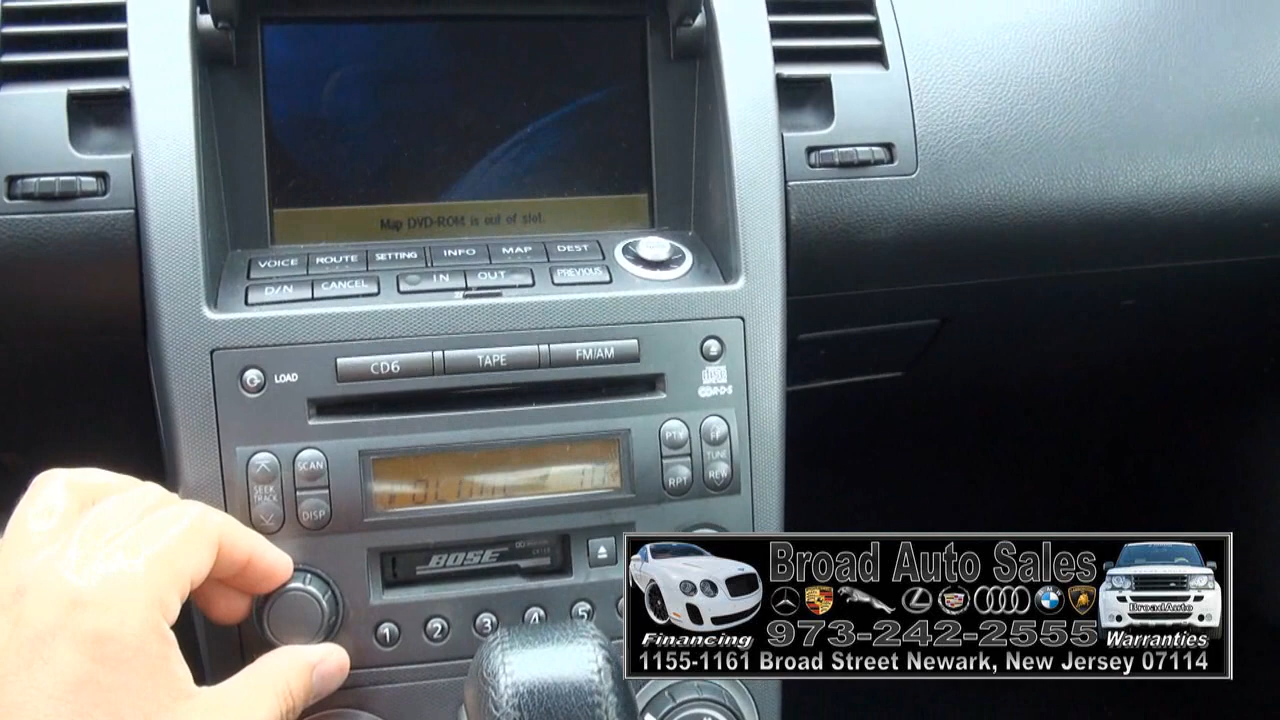 Map DVD-ROM is out of slot.
VOICE ROUTE SETTING INFO MAP DEST
D/N CANCEL IN OUT PREVIOUS
LOAD CD6 TAPE FM/AM
SCAN
SEEK
TRACK
DISP
PTY
FF
TUNE
RPT
REW
BOSE
1 2 3 4 5
Broad Auto Sales
BroadAuto
Financing 973-242-2555 Warranties
1155-1161 Broad Street Newark, New Jersey 07114